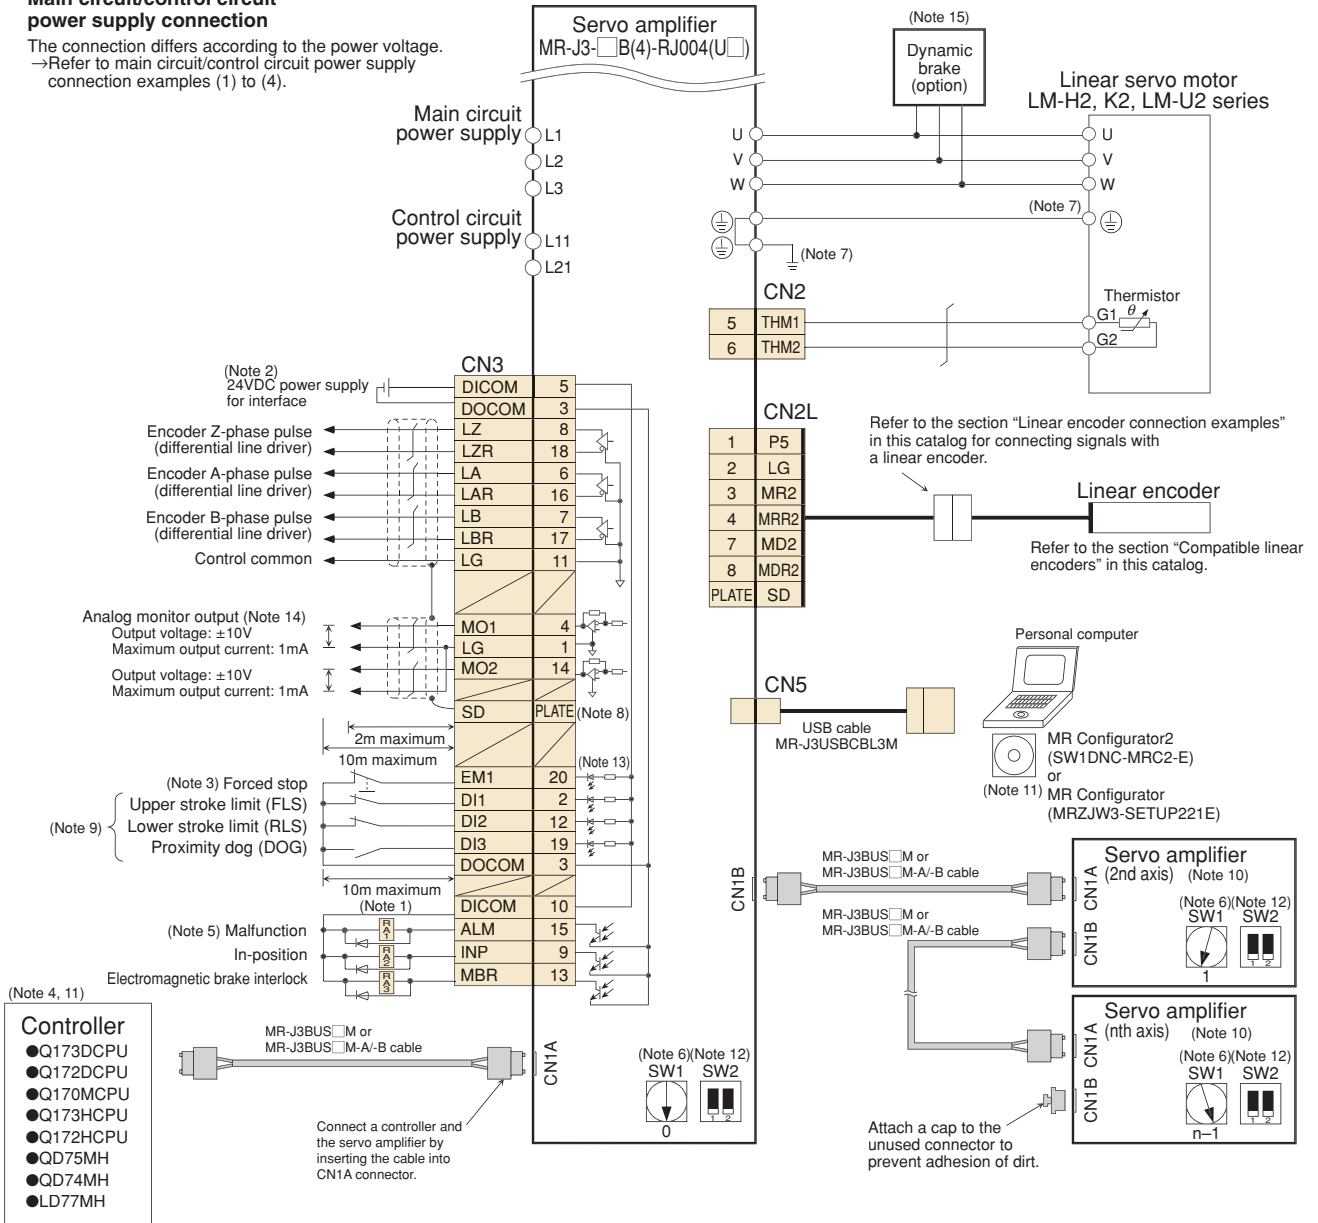 Main circuit/control circuit
power supply connection
The connection differs according to the power voltage.
→Refer to main circuit/control circuit power supply
connection examples (1) to (4).
Servo amplifier
MR-J3-□B(4)-RJ004(U□)
(Note 15)
Dynamic
brake
(option)
Linear servo motor
LM-H2, K2, LM-U2 series
Main circuit
power supply
L1
L2
L3
Control circuit
power supply
L11
L21
U
V
W
U
V
W
(Note 7)
(Note 7)
CN2
5 THM1
6 THM2
Thermistor
θ
G1
G2
CN3
(Note 2)
24VDC power supply
for interface
DICOM 5
DOCOM 3
Encoder Z-phase pulse
(differential line driver)
LZ 8
LZR 18
Encoder A-phase pulse
(differential line driver)
LA 6
LAR 16
Encoder B-phase pulse
(differential line driver)
LB 7
LBR 17
Control common
LG 11
Analog monitor output (Note 14)
Output voltage: ±10V
Maximum output current: 1mA
Output voltage: ±10V
Maximum output current: 1mA
MO1 4
LG 1
MO2 14
SD PLATE (Note 8)
2m maximum
10m maximum
(Note 13)
(Note 3) Forced stop
EM1 20
(Note 9)
Upper stroke limit (FLS)
DI1 2
Lower stroke limit (RLS)
DI2 12
Proximity dog (DOG)
DI3 19
DOCOM 3
10m maximum
(Note 1)
DICOM 10
(Note 5) Malfunction
RA1
ALM 15
In-position
RA2
INP 9
Electromagnetic brake interlock
RA3
MBR 13
CN2L
1 P5
2 LG
3 MR2
4 MRR2
7 MD2
8 MDR2
PLATE SD
Refer to the section “Linear encoder connection examples”
in this catalog for connecting signals with
a linear encoder.
Linear encoder
Refer to the section “Compatible linear
encoders” in this catalog.
Personal computer
CN5
USB cable
MR-J3USBCBL3M
(Note 11)
MR Configurator2
(SW1DNC-MRC2-E)
or
MR Configurator
(MRZJW3-SETUP221E)
CN1B
MR-J3BUS□M or
MR-J3BUS□M-A/-B cable
MR-J3BUS□M or
MR-J3BUS□M-A/-B cable
CN1A
CN1B
Servo amplifier
(2nd axis) (Note 10)
(Note 6)(Note 12)
SW1 SW2
1
1 2
CN1A
CN1B
Servo amplifier
(nth axis) (Note 10)
(Note 6)(Note 12)
SW1 SW2
n–1
1 2
Attach a cap to the
unused connector to
prevent adhesion of dirt.
(Note 4, 11)
Controller
●Q173DCPU
●Q172DCPU
●Q170MCPU
●Q173HCPU
●Q172HCPU
●QD75MH
●QD74MH
●LD77MH
MR-J3BUS□M or
MR-J3BUS□M-A/-B cable
CN1A
Connect a controller and
the servo amplifier by
inserting the cable into
CN1A connector.
(Note 6)(Note 12)
SW1 SW2
0
1 2